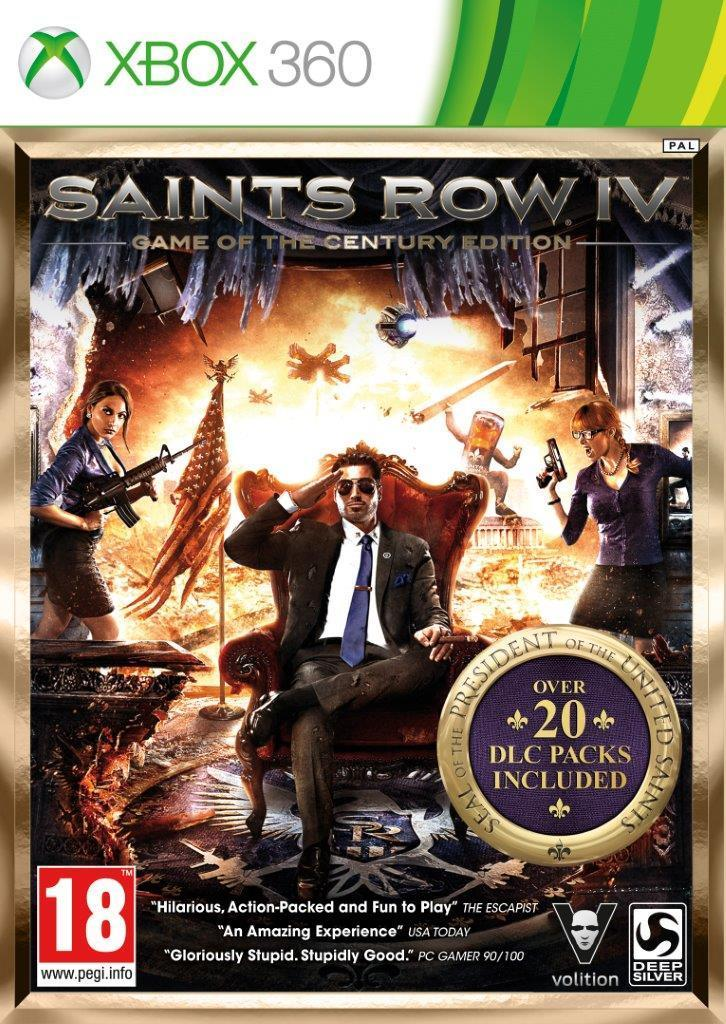 XBOX 360
PAL
SAINTS ROW IV™
GAME OF THE CENTURY EDITION
SEAL OF THE PRESIDENT OF THE UNITED SAINTS
OVER
20
DLC PACKS
INCLUDED
18™
www.pegi.info
"Hilarious, Action-Packed and Fun to Play" THE ESCAPIST
"An Amazing Experience" USA TODAY
"Gloriously Stupid. Stupidly Good." PC GAMER 90/100
volition
DEEP
SILVER